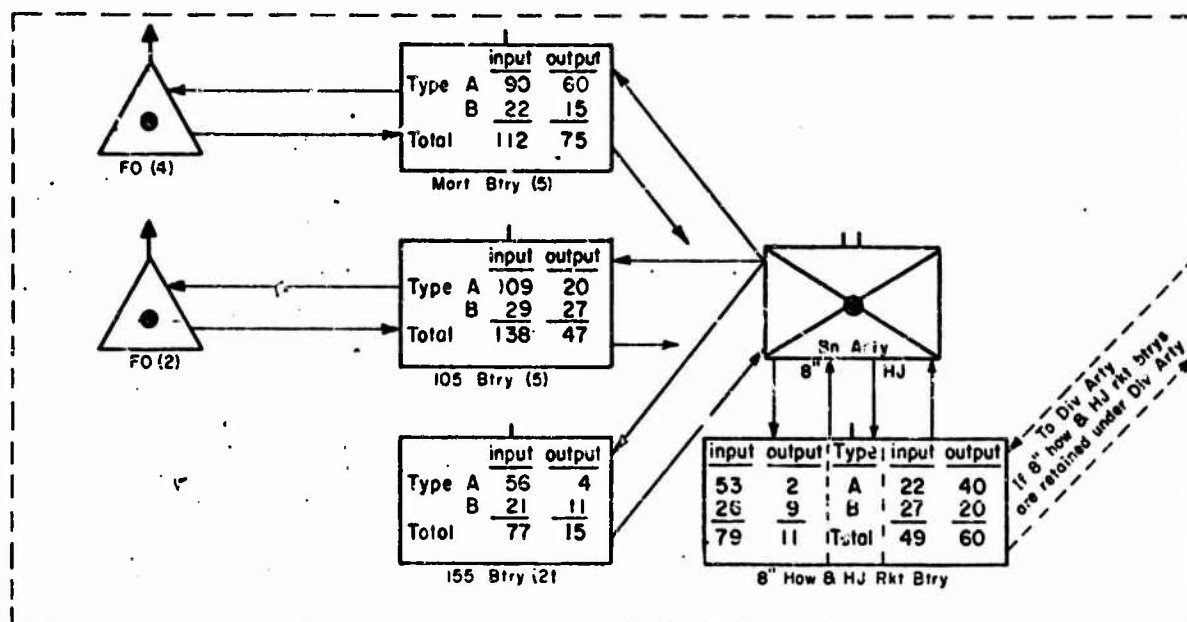 input output
Type A 90 60
B 22 15
Total 112 75
FO (4)
Mort Btry (5)
input output
Type A 109 20
B 29 27
Total 138 47
FO (2)
105 Btry (5)
Bn Arty
8" HJ
To Div Arty
If 8" how & HJ rkt btrys
are retained under Div Arty
input output
Type A 56 4
B 21 11
Total 77 15
155 Btry (2)
input output Type input output
53 2 A 22 40
26 9 B 27 20
79 11 Total 49 60
8" How & HJ Rkt Btry